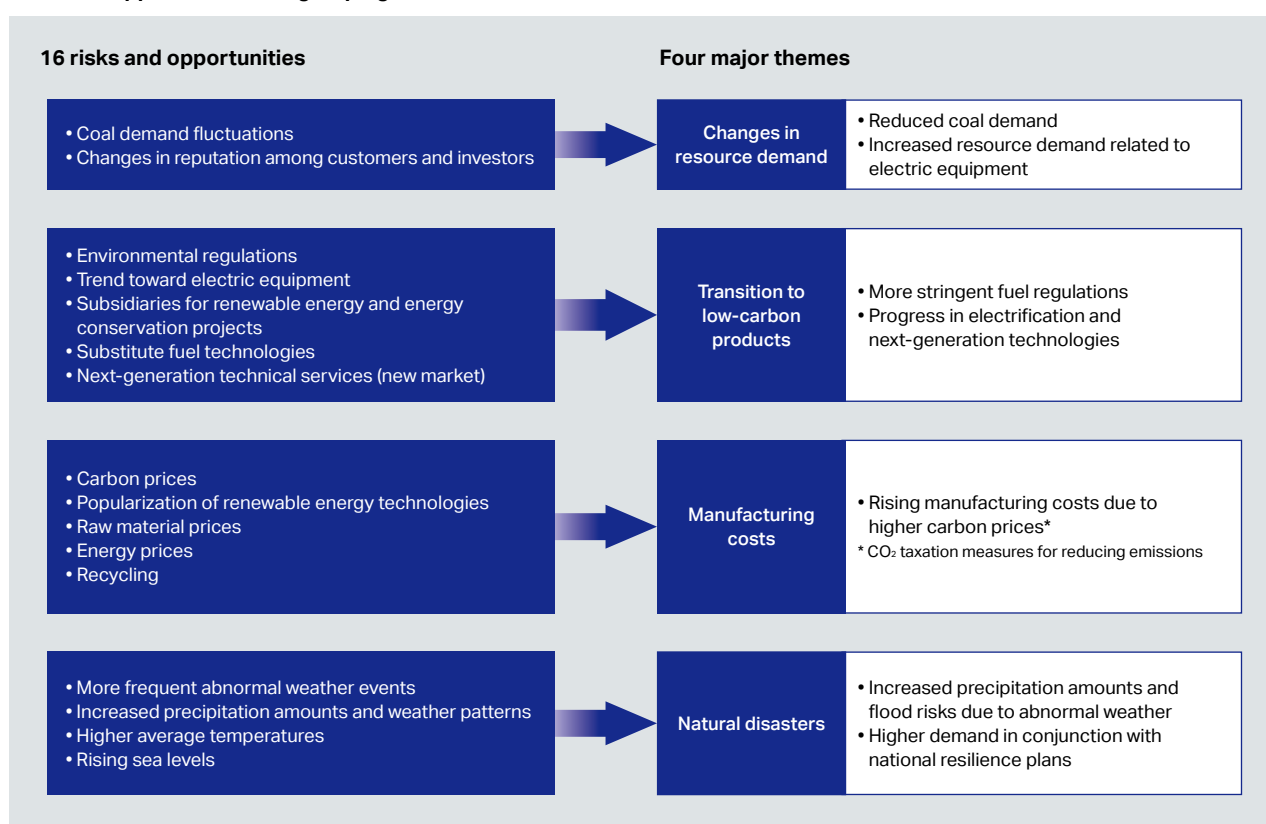 16 risks and opportunities
Four major themes
• Coal demand fluctuations
• Changes in reputation among customers and investors
Changes in
resource demand
• Reduced coal demand
• Increased resource demand related to
electric equipment
• Environmental regulations
• Trend toward electric equipment
• Subsidiaries for renewable energy and energy
conservation projects
• Substitute fuel technologies
• Next-generation technical services (new market)
Transition to
low-carbon
products
• More stringent fuel regulations
• Progress in electrification and
next-generation technologies
• Carbon prices
• Popularization of renewable energy technologies
• Raw material prices
• Energy prices
• Recycling
Manufacturing
costs
• Rising manufacturing costs due to
higher carbon prices*
* CO₂ taxation measures for reducing emissions
• More frequent abnormal weather events
• Increased precipitation amounts and weather patterns
• Higher average temperatures
• Rising sea levels
Natural disasters
• Increased precipitation amounts and
flood risks due to abnormal weather
• Higher demand in conjunction with
national resilience plans